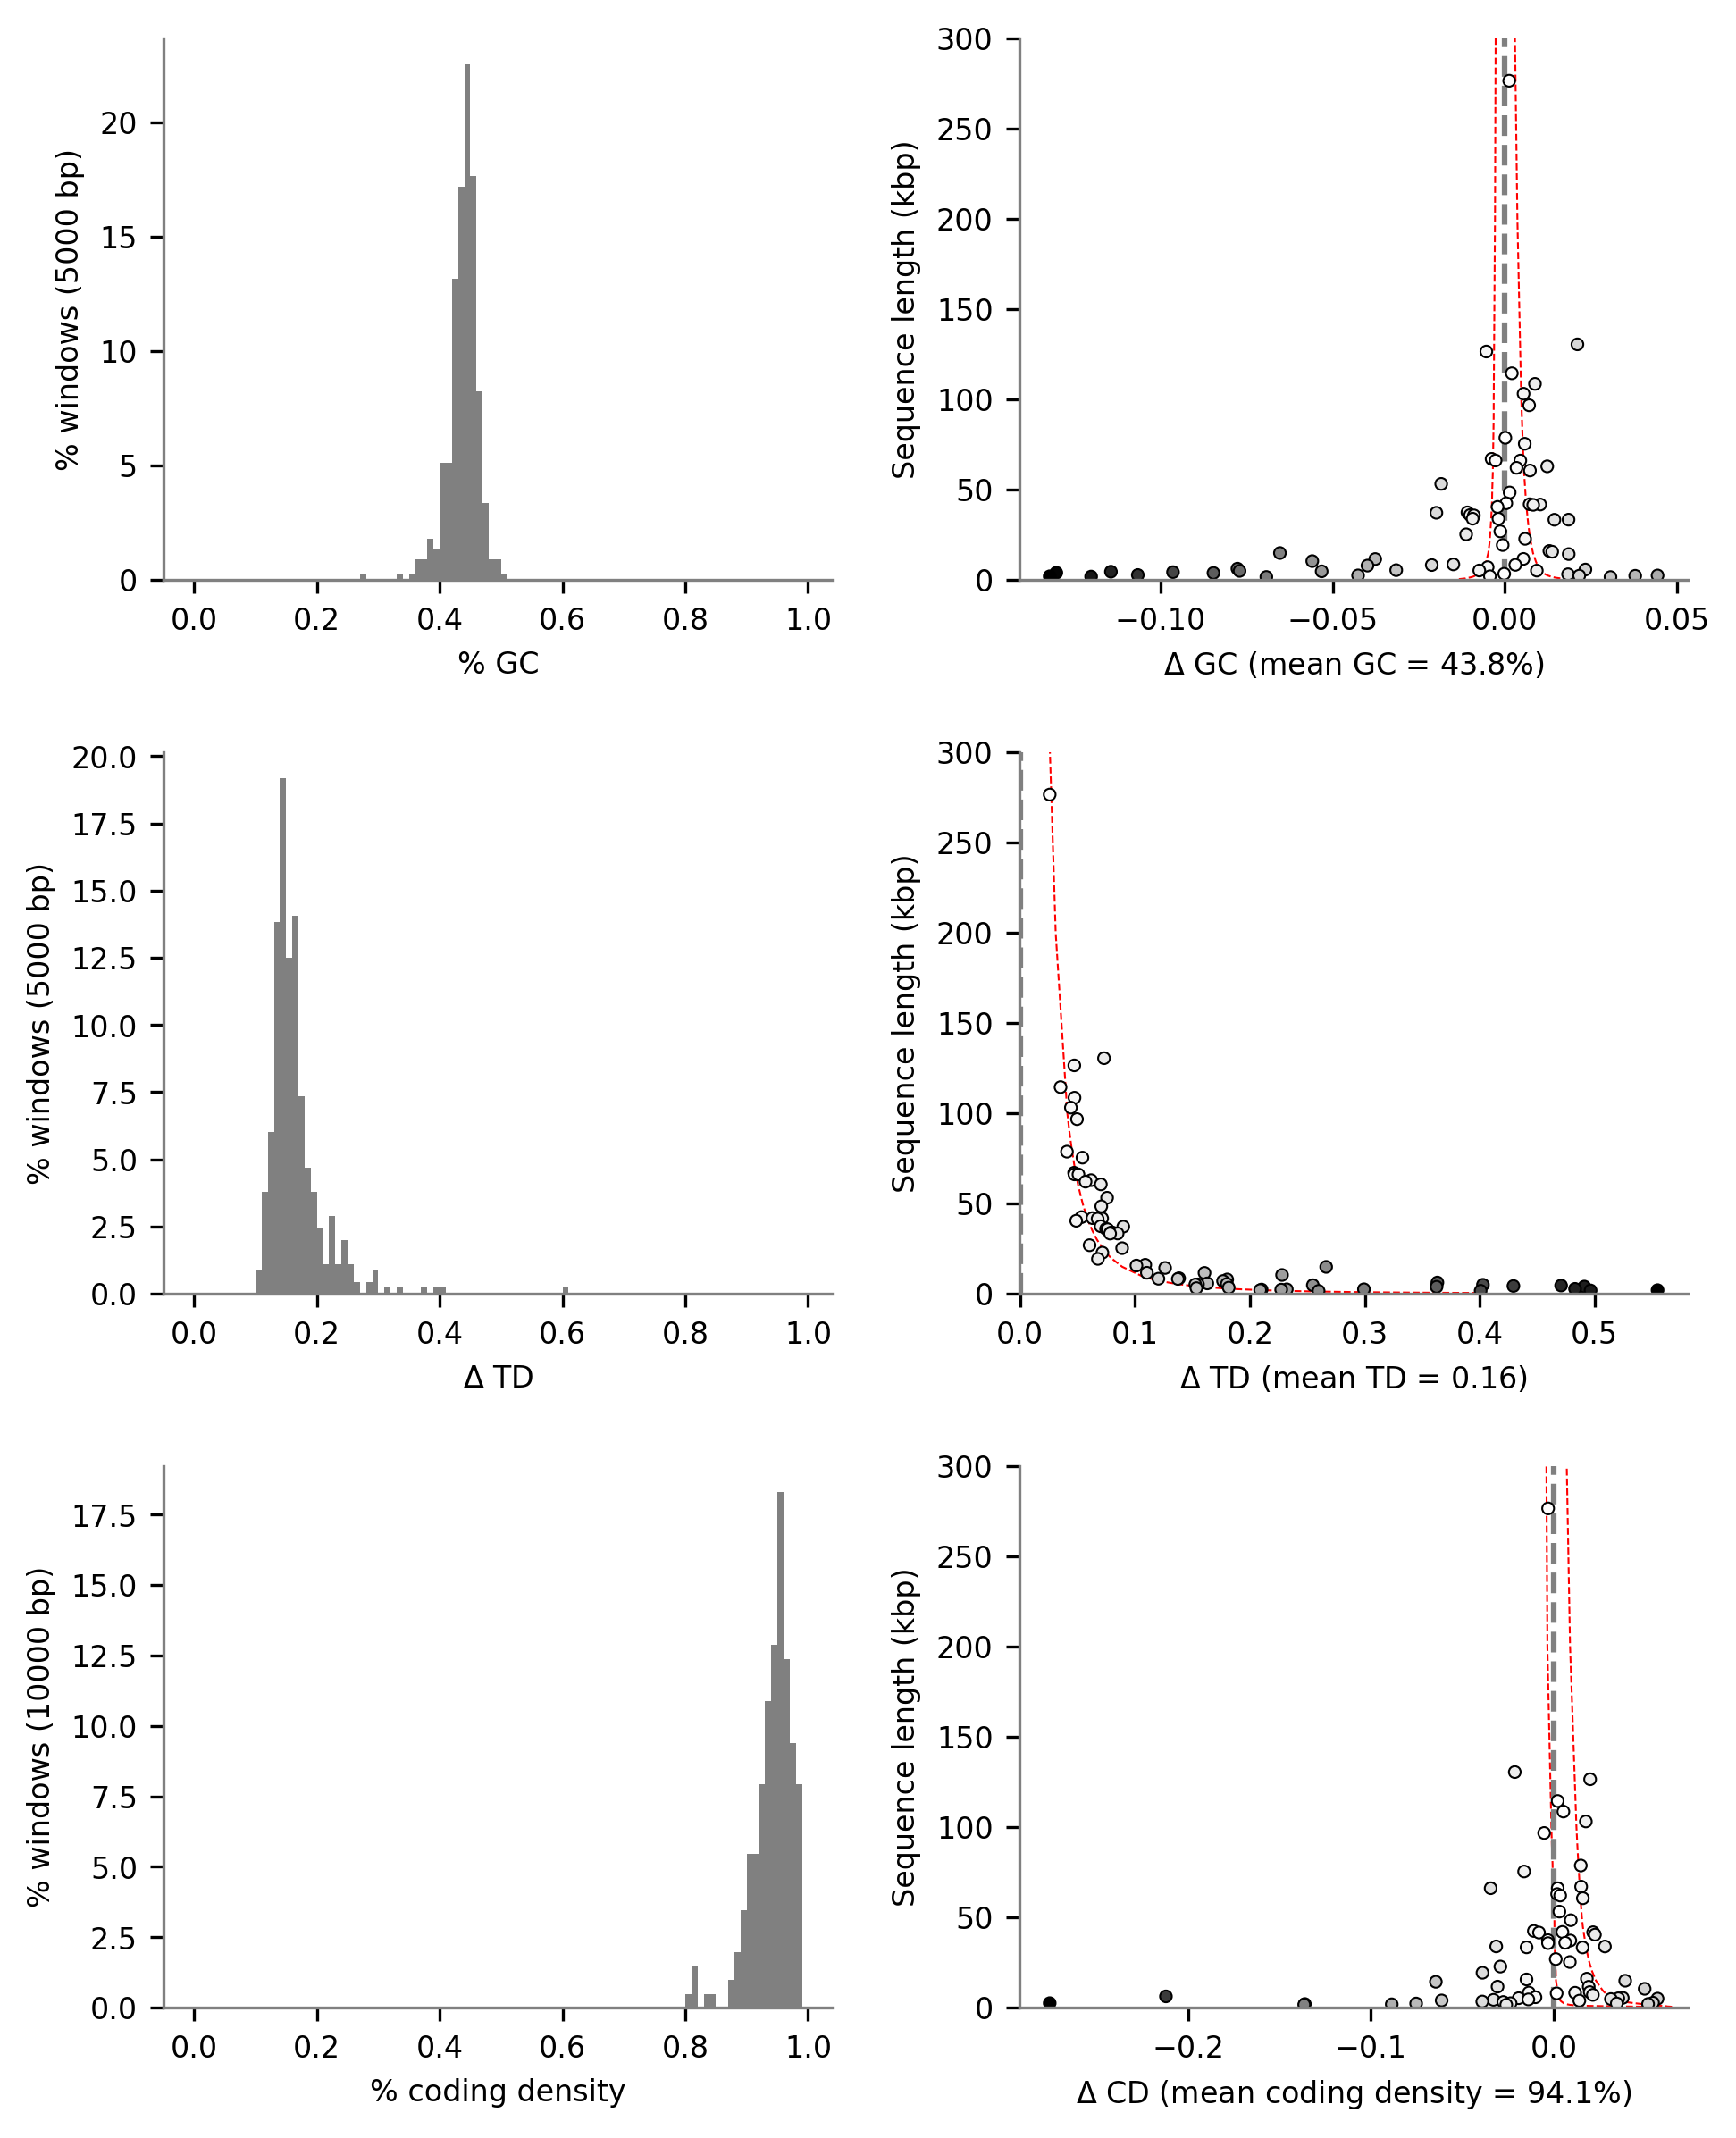 % windows (5000 bp)
20
15
10
5
0
0.0 0.2 0.4 0.6 0.8 1.0
% GC
Sequence length (kbp)
300
250
200
150
100
50
0
−0.10 −0.05 0.00 0.05
Δ GC (mean GC = 43.8%)
% windows (5000 bp)
20.0
17.5
15.0
12.5
10.0
7.5
5.0
2.5
0.0
0.0 0.2 0.4 0.6 0.8 1.0
Δ TD
Sequence length (kbp)
300
250
200
150
100
50
0
0.0 0.1 0.2 0.3 0.4 0.5
Δ TD (mean TD = 0.16)
% windows (10000 bp)
17.5
15.0
12.5
10.0
7.5
5.0
2.5
0.0
0.0 0.2 0.4 0.6 0.8 1.0
% coding density
Sequence length (kbp)
300
250
200
150
100
50
0
−0.2 −0.1 0.0
Δ CD (mean coding density = 94.1%)